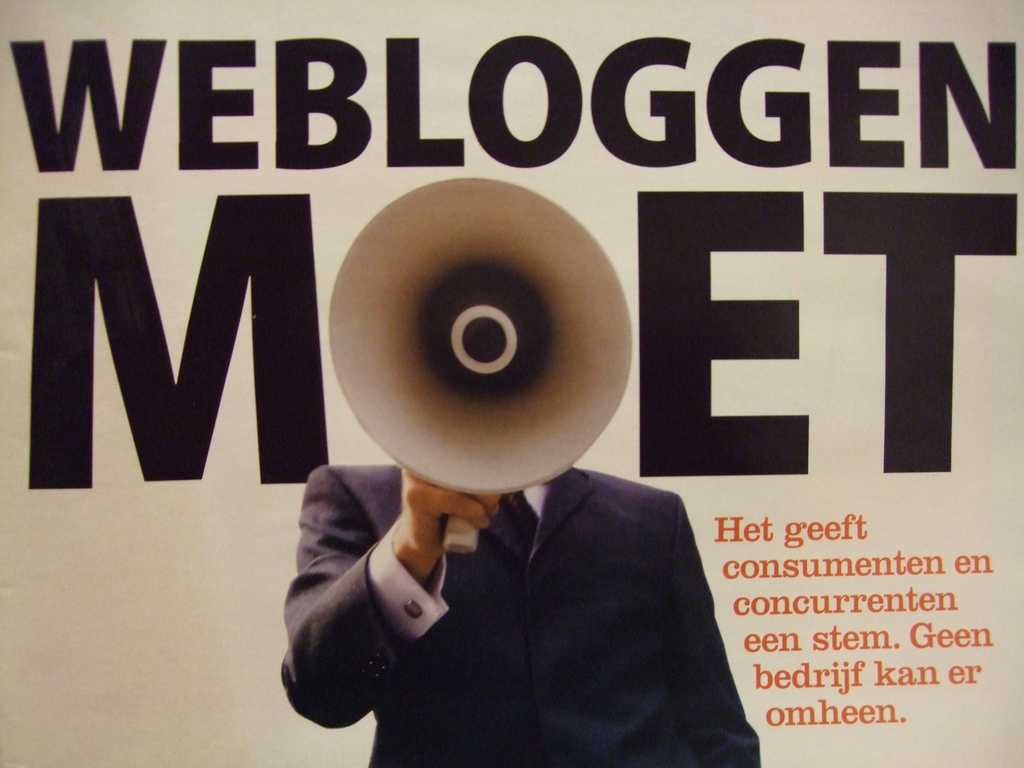 WEBLOGGEN
MOET
Het geeft
consumenten en
concurrenten
een stem. Geen
bedrijf kan er
omheen.